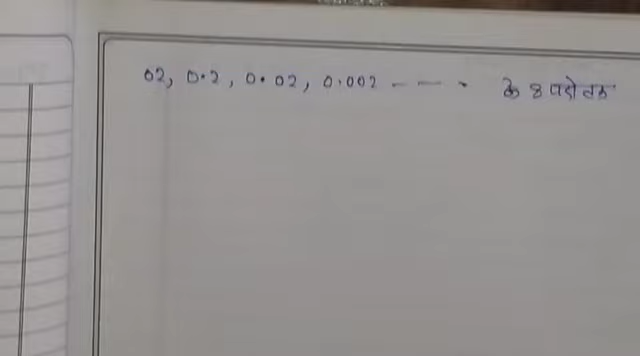 02, 0.2, 0.02, 0.002 - - - - के 8 पदो तक